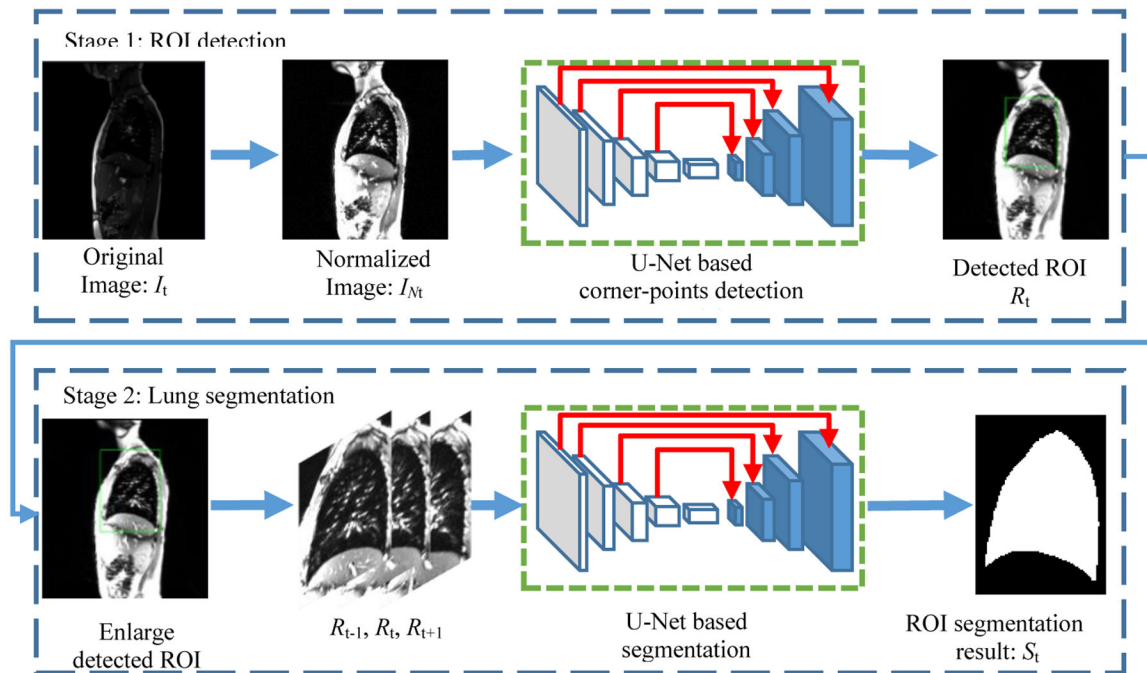 Stage 1: ROI detection
Original
Image: It
Normalized
Image: INt
U-Net based
corner-points detection
Detected ROI
Rt
Stage 2: Lung segmentation
Enlarge
detected ROI
Rt-1, Rt, Rt+1
U-Net based
segmentation
ROI segmentation
result: St